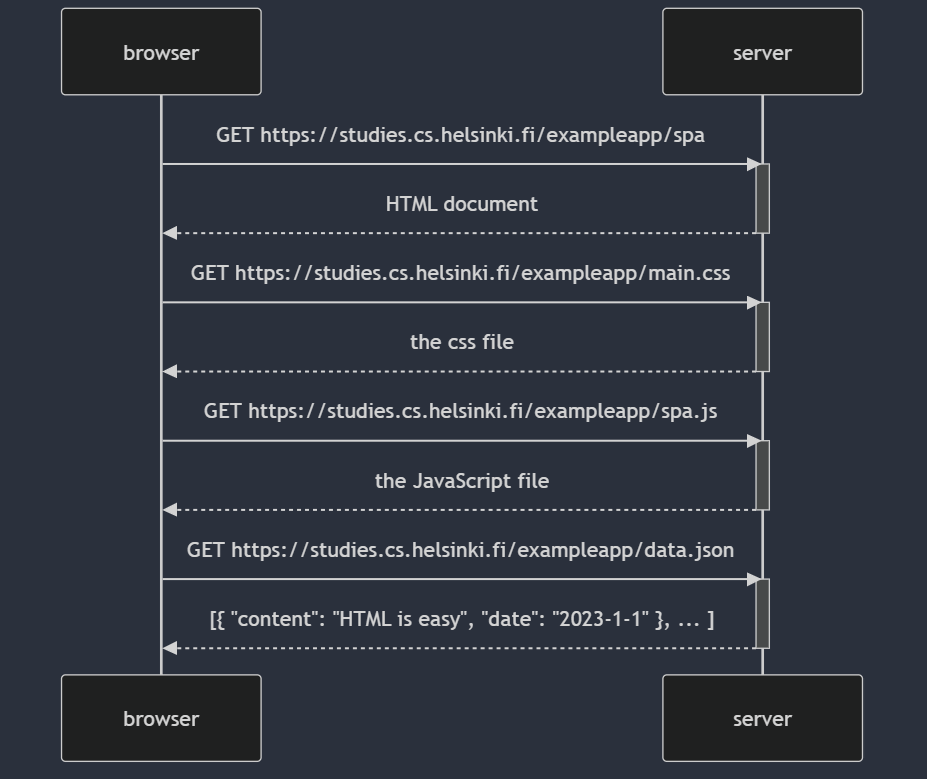 browser
server
GET https://studies.cs.helsinki.fi/exampleapp/spa
HTML document
GET https://studies.cs.helsinki.fi/exampleapp/main.css
the css file
GET https://studies.cs.helsinki.fi/exampleapp/spa.js
the JavaScript file
GET https://studies.cs.helsinki.fi/exampleapp/data.json
[{ "content": "HTML is easy", "date": "2023-1-1" }, ... ]
browser
server